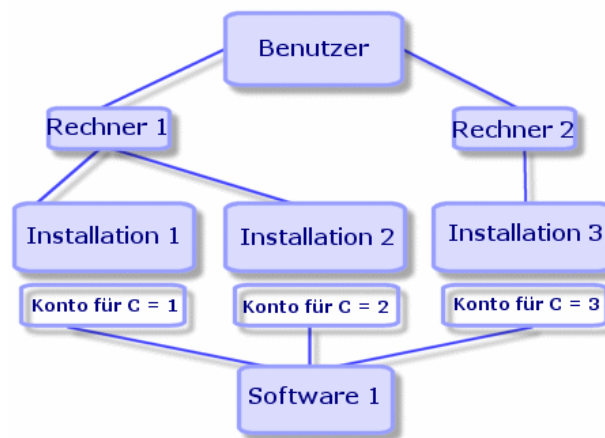 Benutzer
Rechner 1
Rechner 2
Installation 1
Installation 2
Installation 3
Konto für C = 1
Konto für C = 2
Konto für C = 3
Software 1